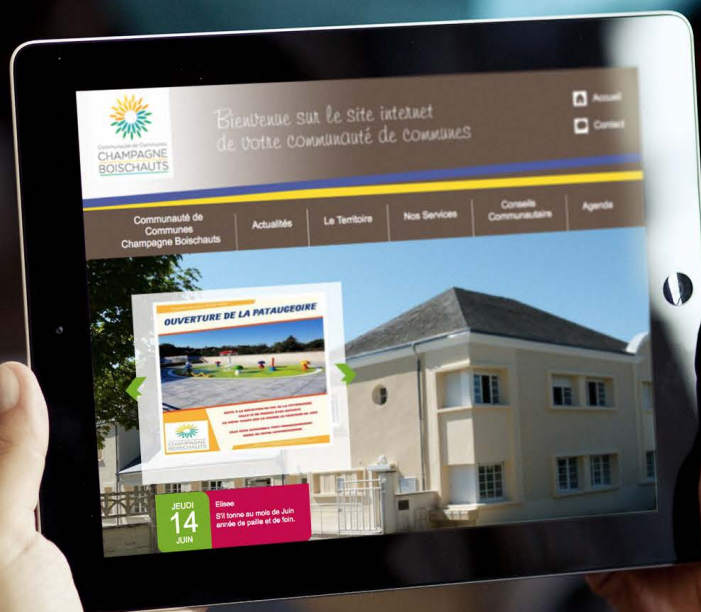 Communauté de Communes
CHAMPAGNE
BOISCHAUTS
Bienvenue sur le site internet
de votre communauté de communes
Accueil
Contact
Communauté de
Communes
Champagne Boischauts
Actualités
Le Territoire
Nos Services
Conseils
Communautaire
Agenda
OUVERTURE DE LA PATAUGEOIRE
CHAMPAGNE
BOISCHAUTS
JEUDI
14
JUIN
Elisee
S'il tonne au mois de Juin
année de paille et de foin.